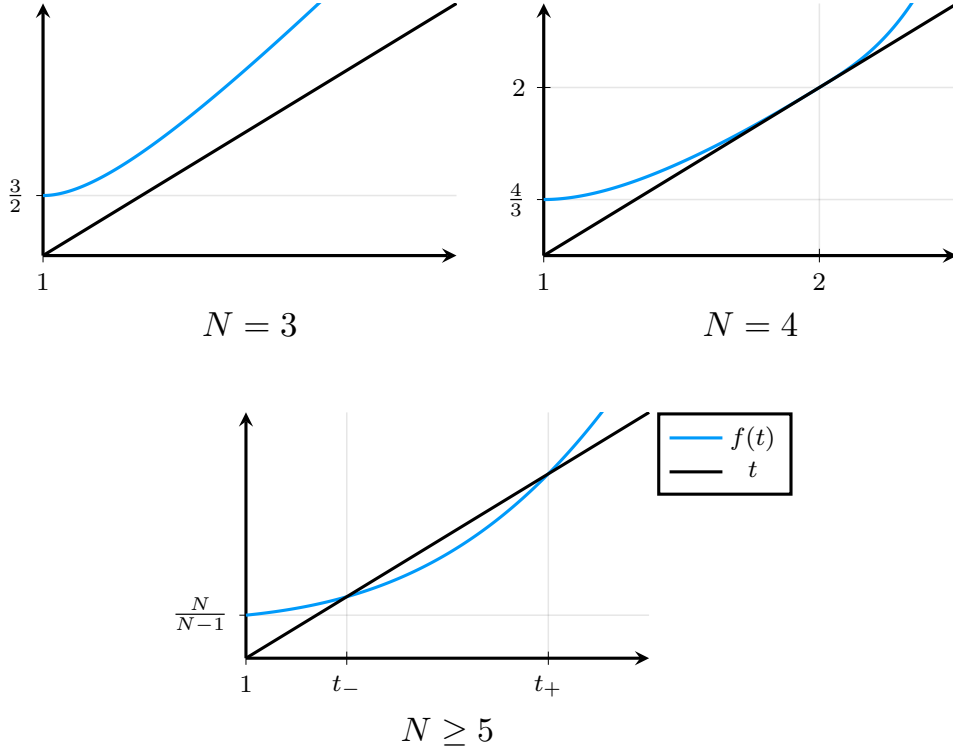 3/2
1
N = 3
2
4/3
1 2
N = 4
f(t)
t
N/N−1
1 t₋ t₊
N ≥ 5